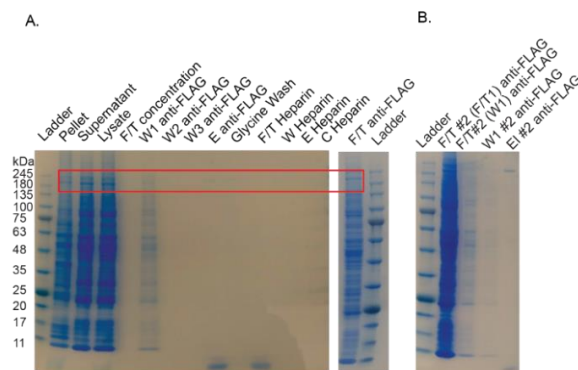 A.
B.
Ladder
Pellet
Supernatant
Lysate
F/T concentration
W1 anti-FLAG
W2 anti-FLAG
W3 anti-FLAG
E anti-FLAG
Glycine Wash
F/T Heparin
W Heparin
E Heparin
C Heparin
F/T anti-FLAG
Ladder
Ladder
F/T #2 (F/T1) anti-FLAG
F/T#2 (W1) anti-FLAG
W1 #2 anti-FLAG
El #2 anti-FLAG
kDa
245
180
135
100
75
63
48
35
25
20
17
11